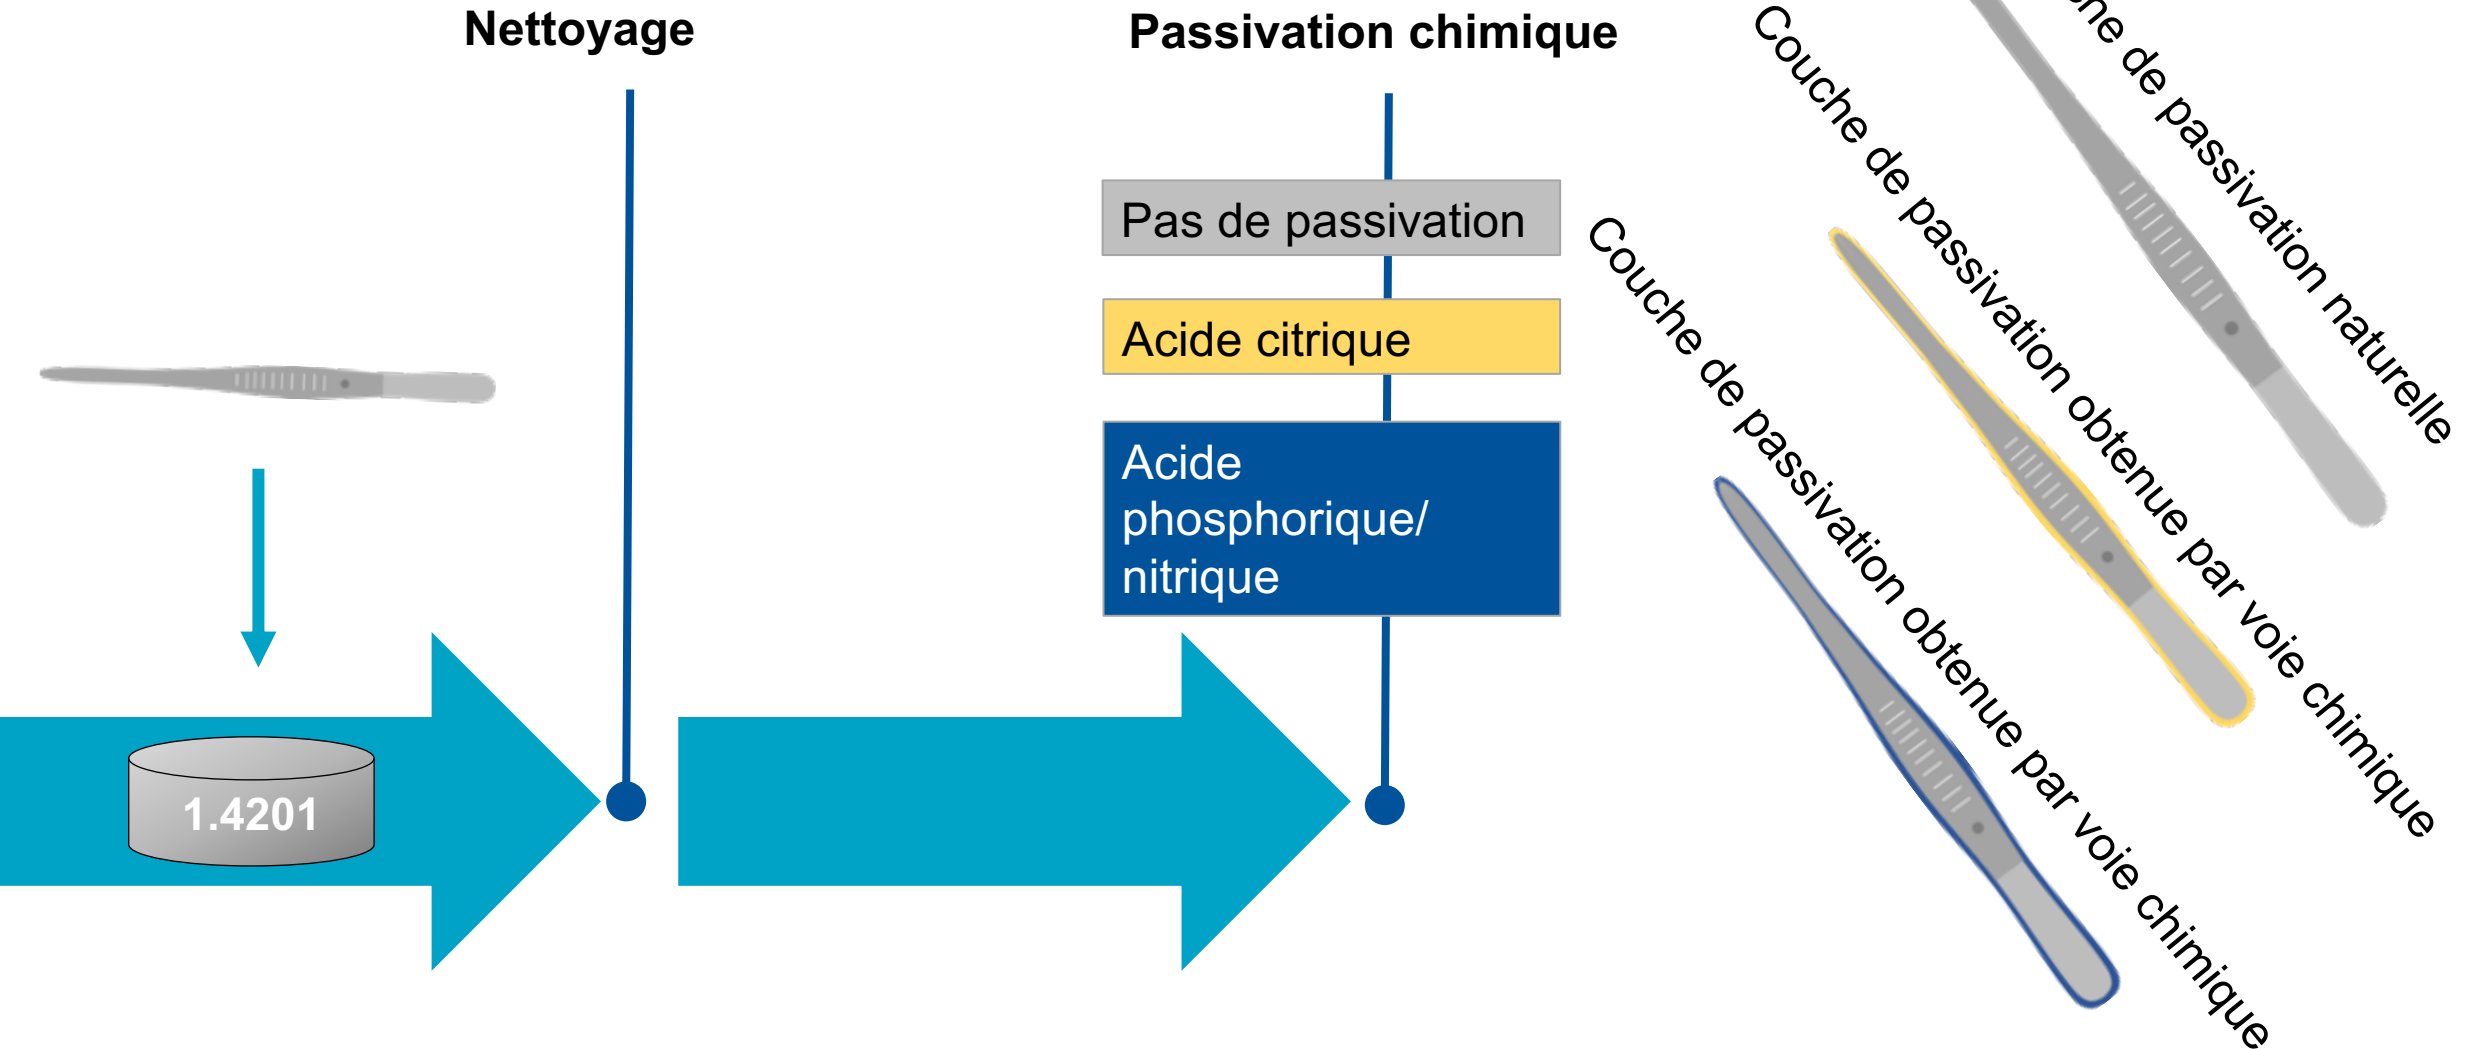 Nettoyage
Passivation chimique
Pas de passivation
Acide citrique
Acide
phosphorique/
nitrique
1.4201
de passivation naturelle
Couche de passivation obtenue par voie chimique
Couche de passivation obtenue par voie chimique